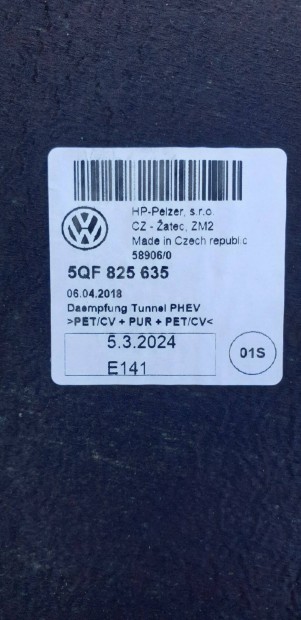 HP-Pelzer, s.r.o.
CZ - Žatec, ZM2
Made in Czech republic
58906/0
5QF 825 635
06.04.2018
Daempfung Tunnel PHEV
>PET/CV + PUR + PET/CV<
5.3.2024
01S
E141